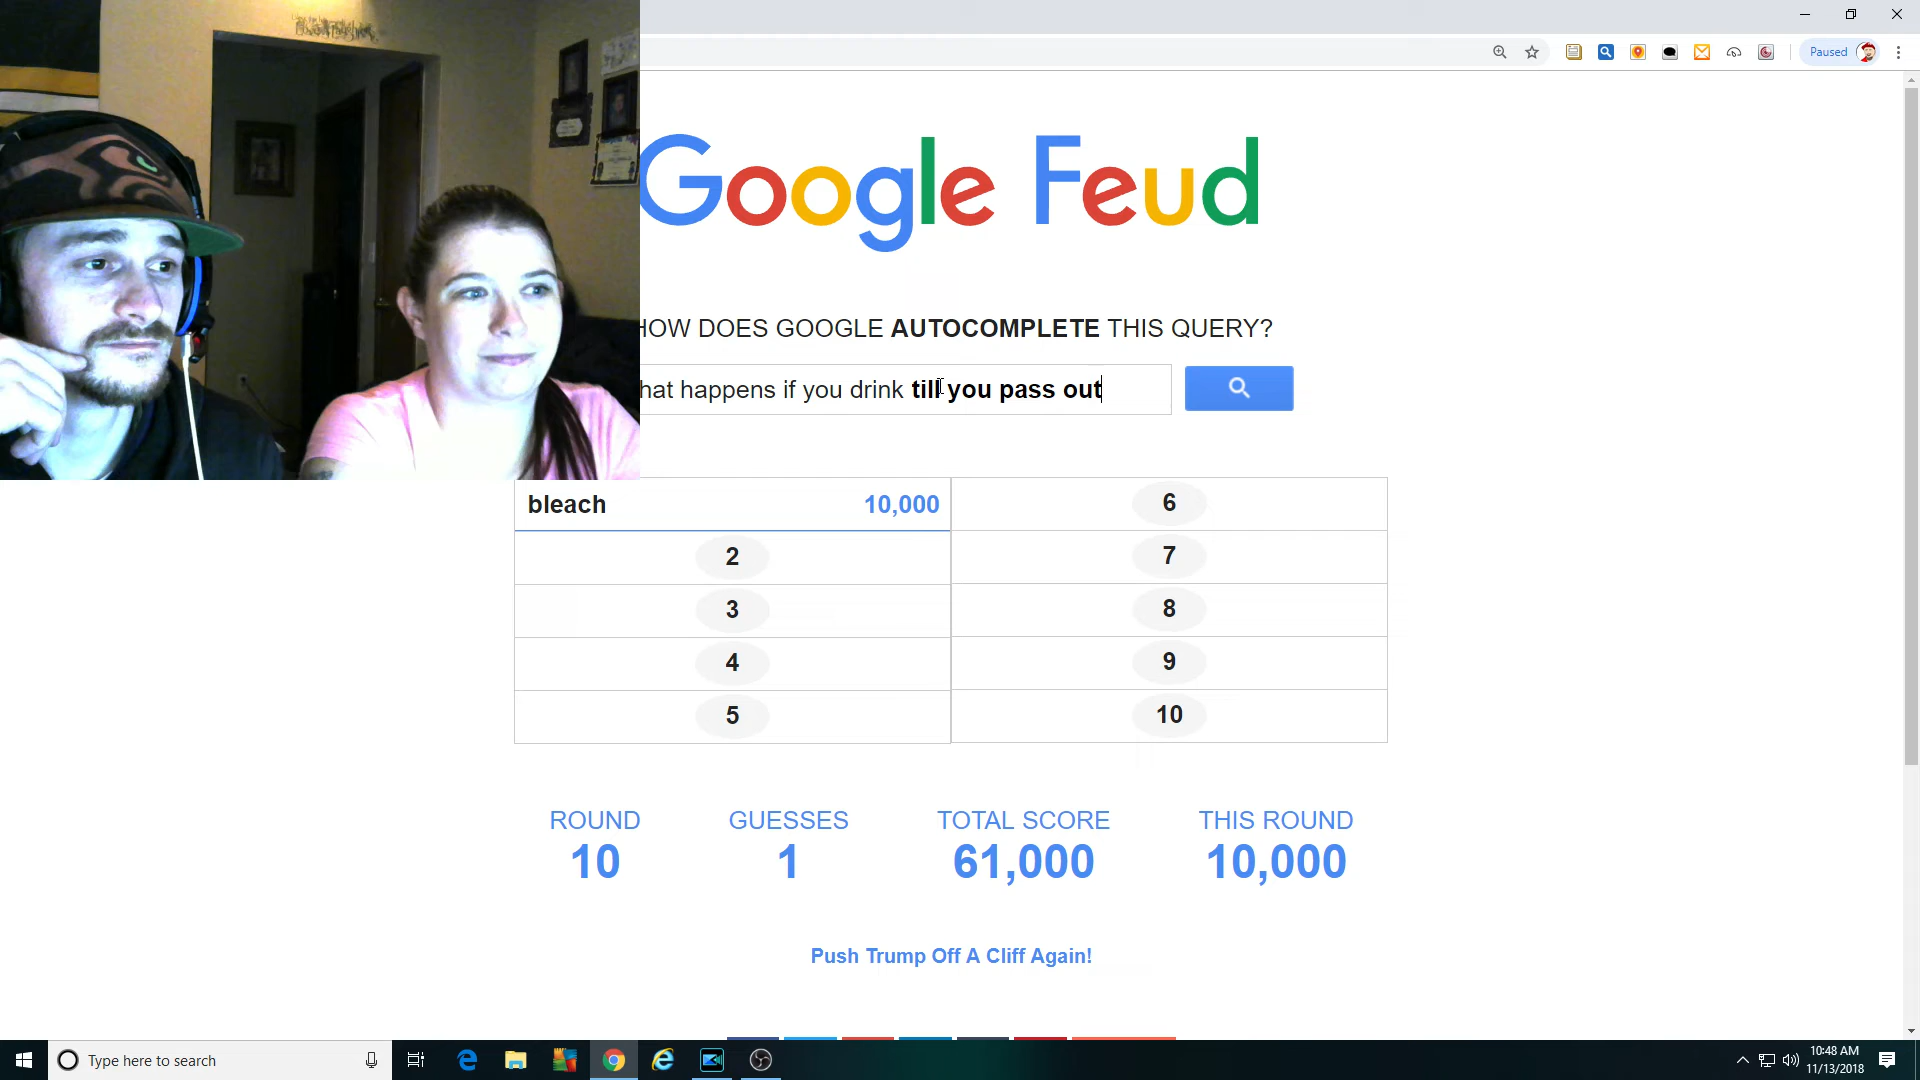 Paused
Google Feud
HOW DOES GOOGLE AUTOCOMPLETE THIS QUERY?
hat happens if you drink till you pass out
bleach 10,000
2
3
4
5
6
7
8
9
10
ROUND GUESSES TOTAL SCORE THIS ROUND
10 1 61,000 10,000
Push Trump Off A Cliff Again!
Type here to search
10:48 AM
11/13/2018